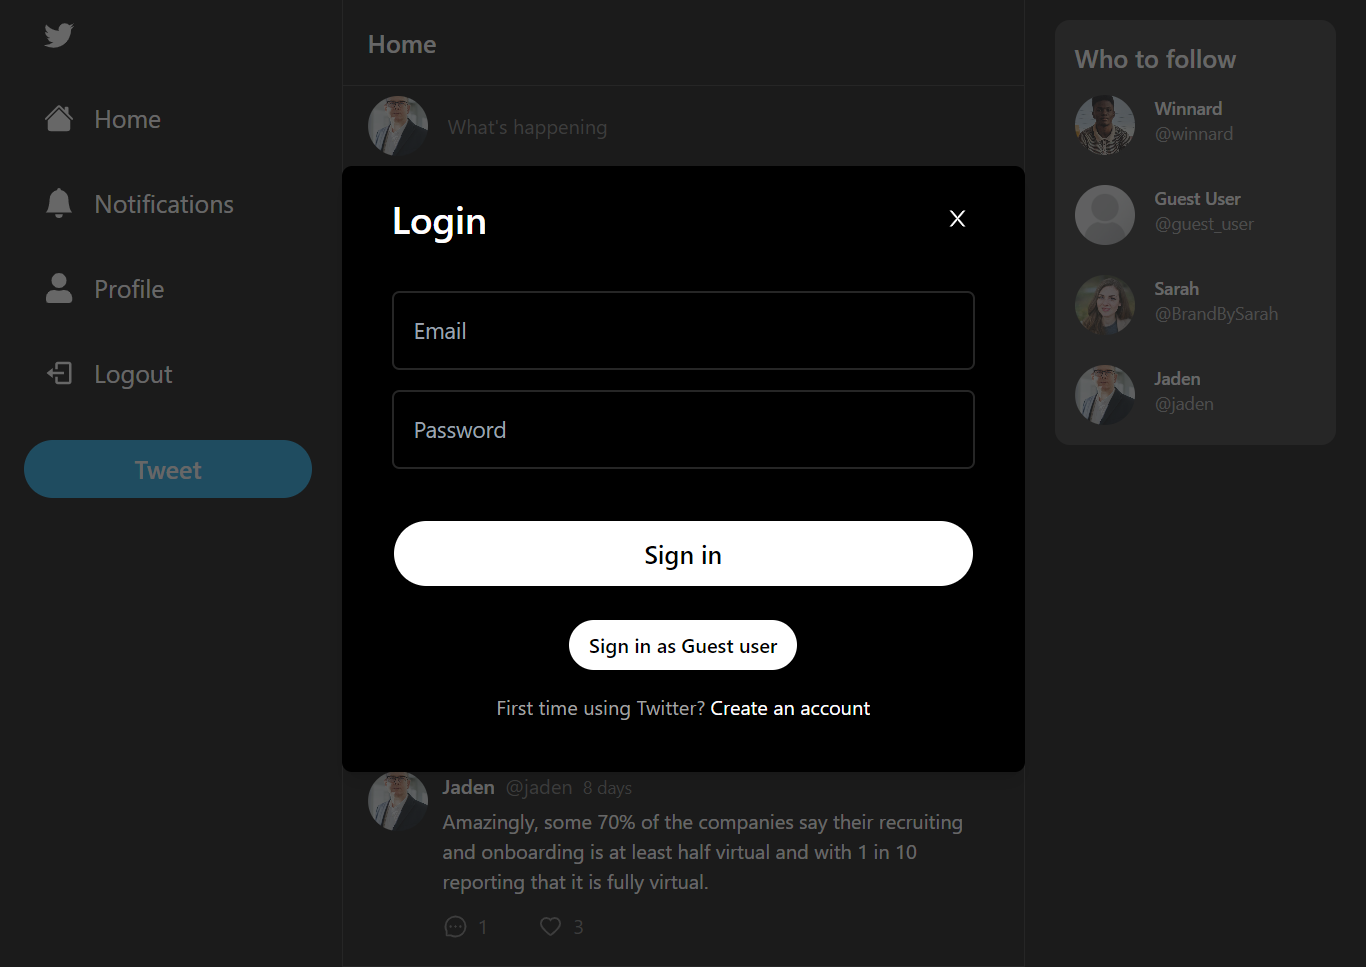 Home
Notifications
Profile
Logout
Tweet
Home
What's happening
Login
X
Email
Password
Sign in
Sign in as Guest user
First time using Twitter? Create an account
Jaden @jaden 8 days
Amazingly, some 70% of the companies say their recruiting
and onboarding is at least half virtual and with 1 in 10
reporting that it is fully virtual.
1 3
Who to follow
Winnard
@winnard
Guest User
@guest_user
Sarah
@BrandBySarah
Jaden
@jaden